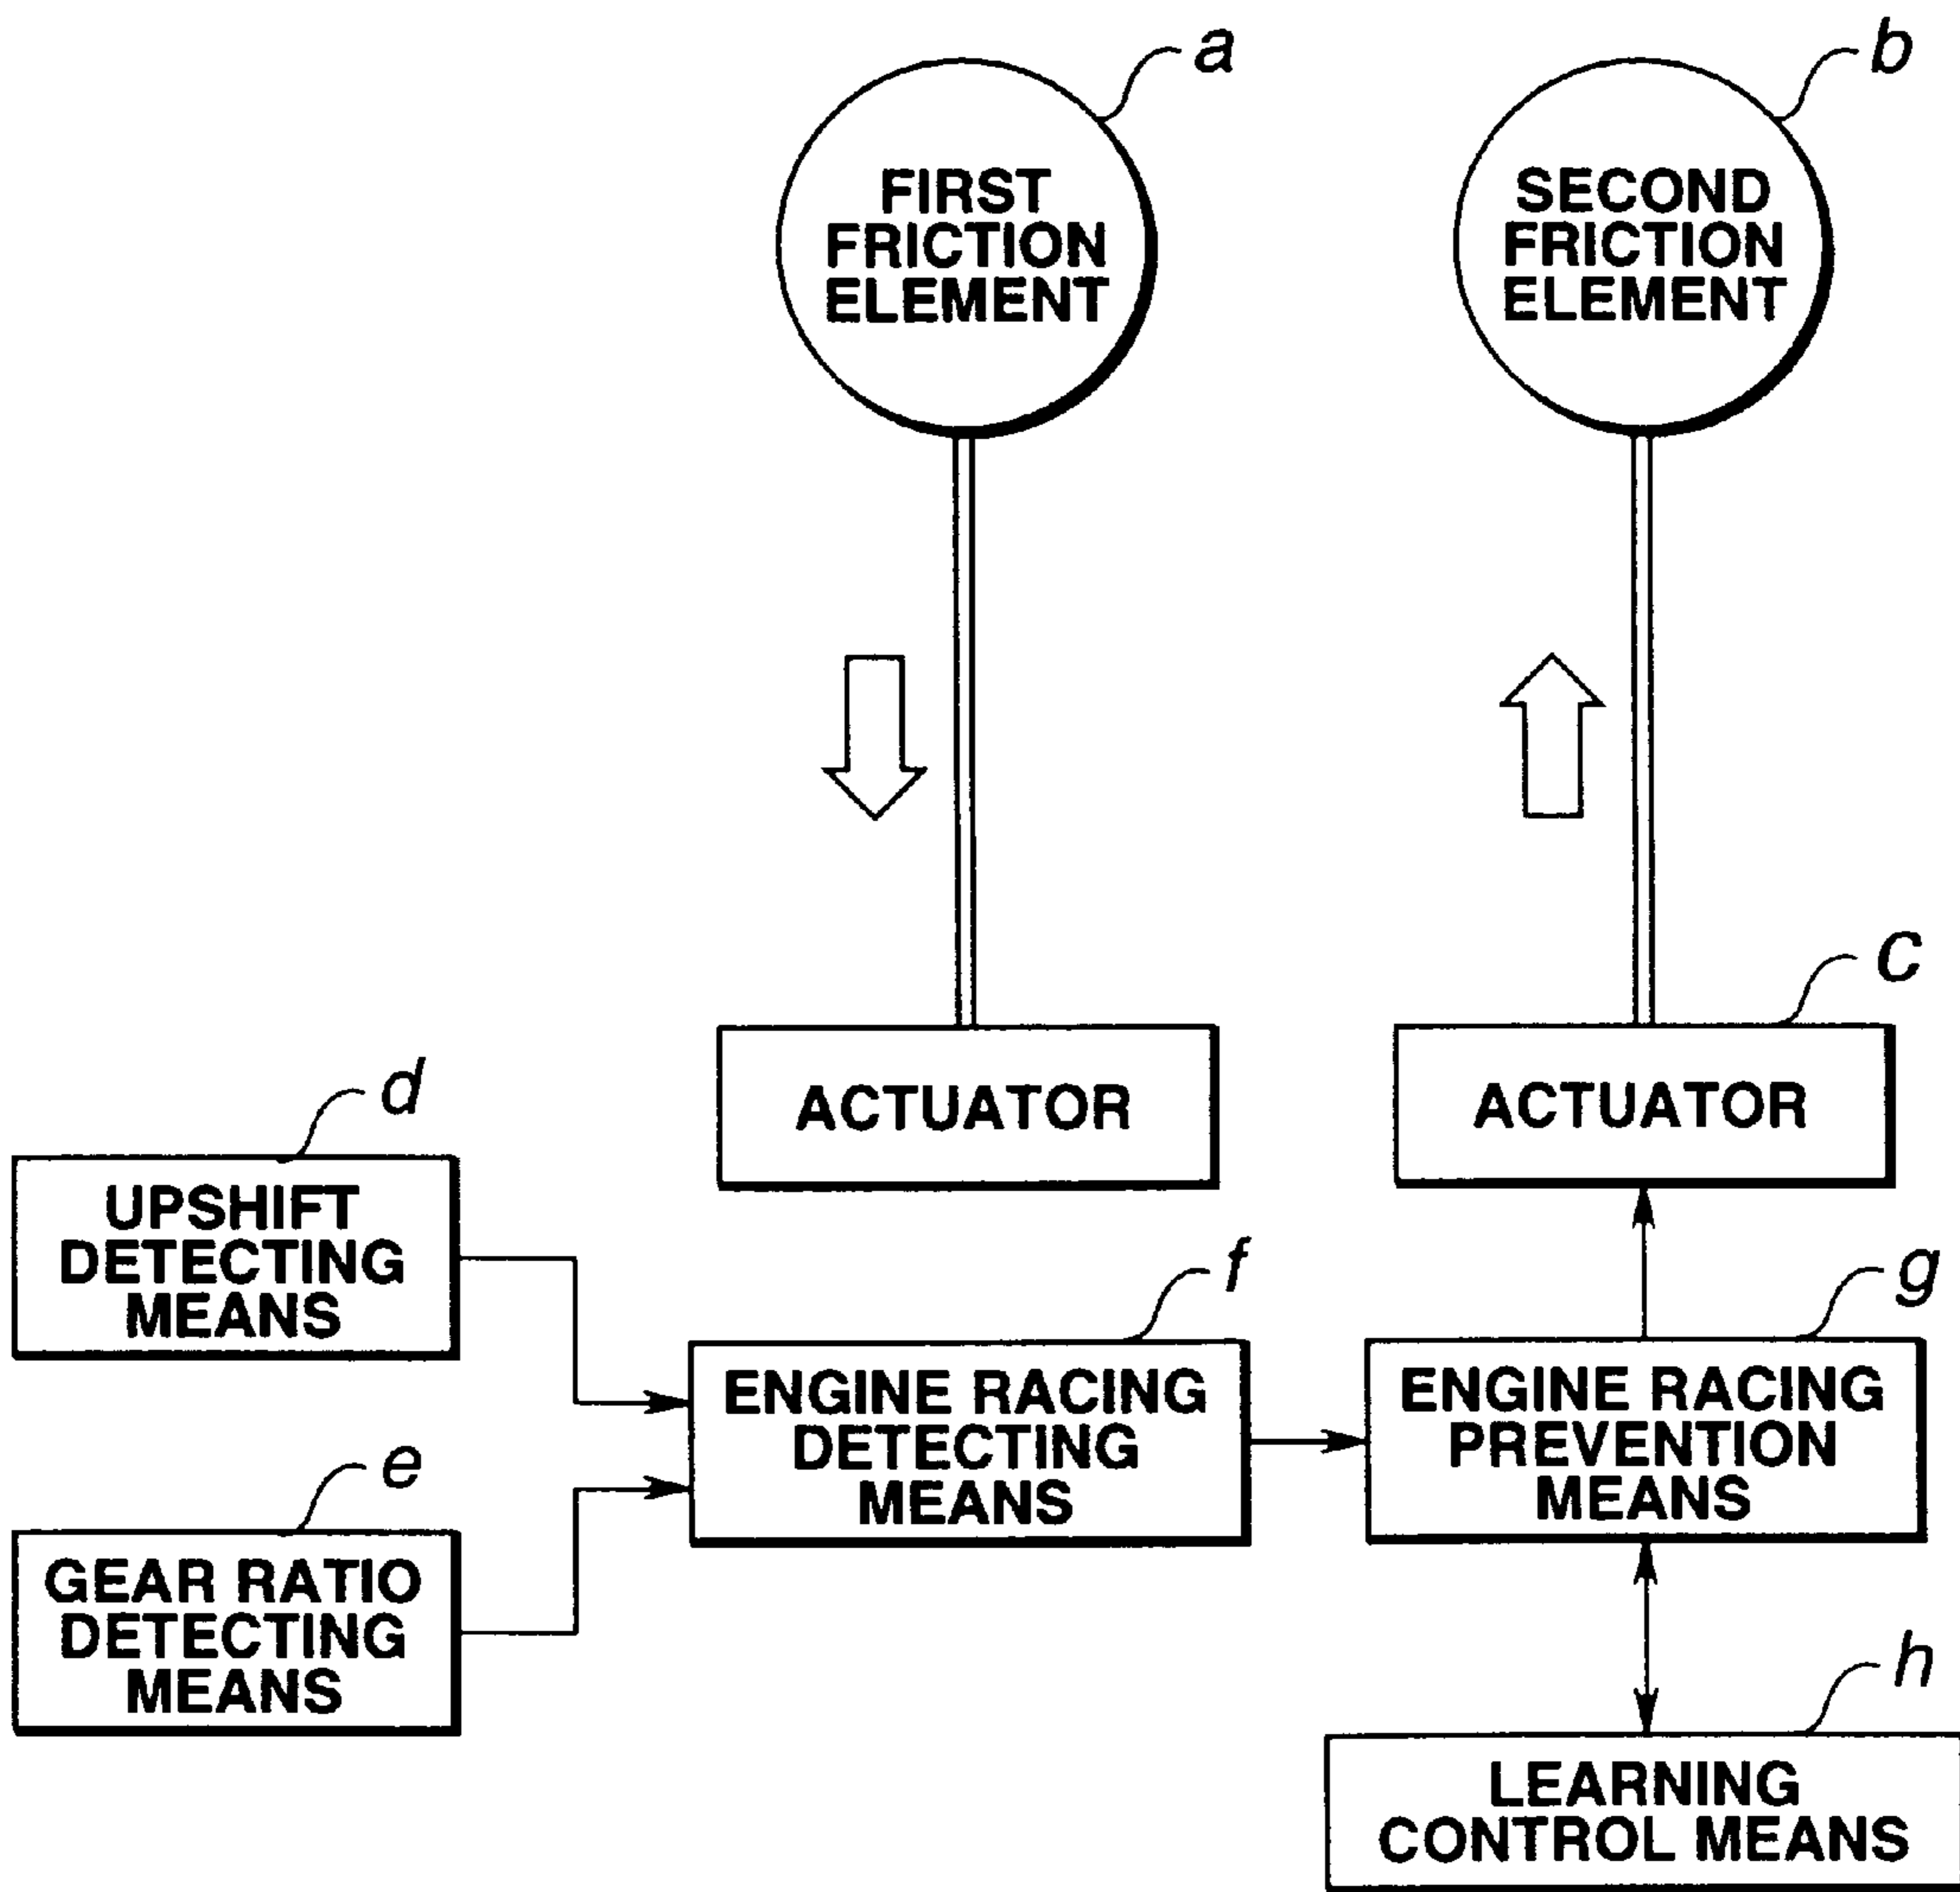 a
b
FIRST
FRICTION
ELEMENT
SECOND
FRICTION
ELEMENT
c
ACTUATOR
ACTUATOR
d
UPSHIFT
DETECTING
MEANS
f
g
ENGINE RACING
DETECTING
MEANS
ENGINE RACING
PREVENTION
MEANS
e
GEAR RATIO
DETECTING
MEANS
h
LEARNING
CONTROL MEANS